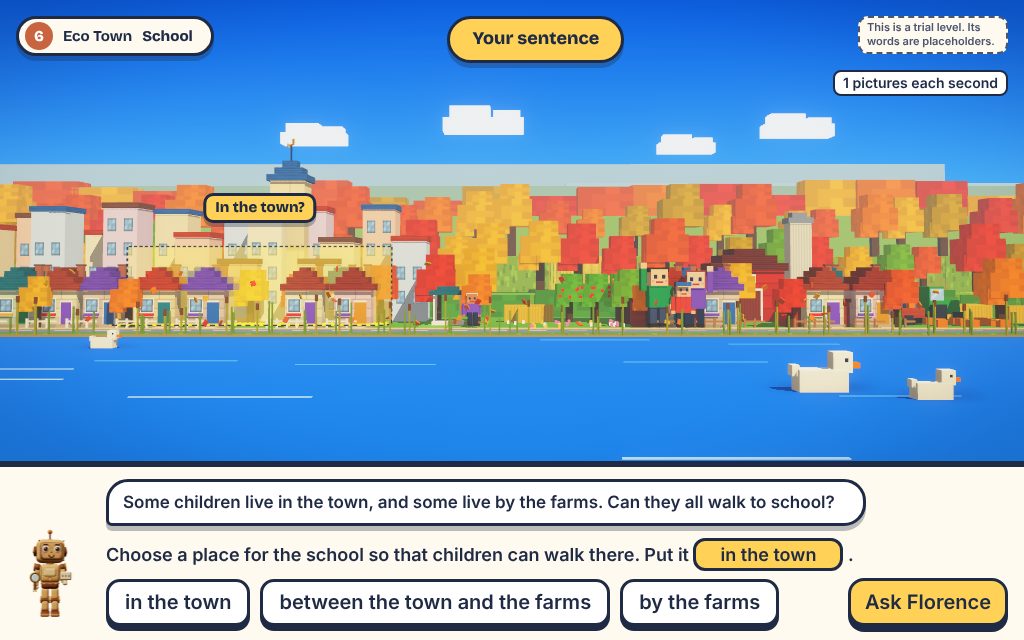 6 Eco Town School
Your sentence
This is a trial level. Its
words are placeholders.
1 pictures each second
In the town?
Some children live in the town, and some live by the farms. Can they all walk to school?
Choose a place for the school so that children can walk there. Put it in the town .
in the town
between the town and the farms
by the farms
Ask Florence